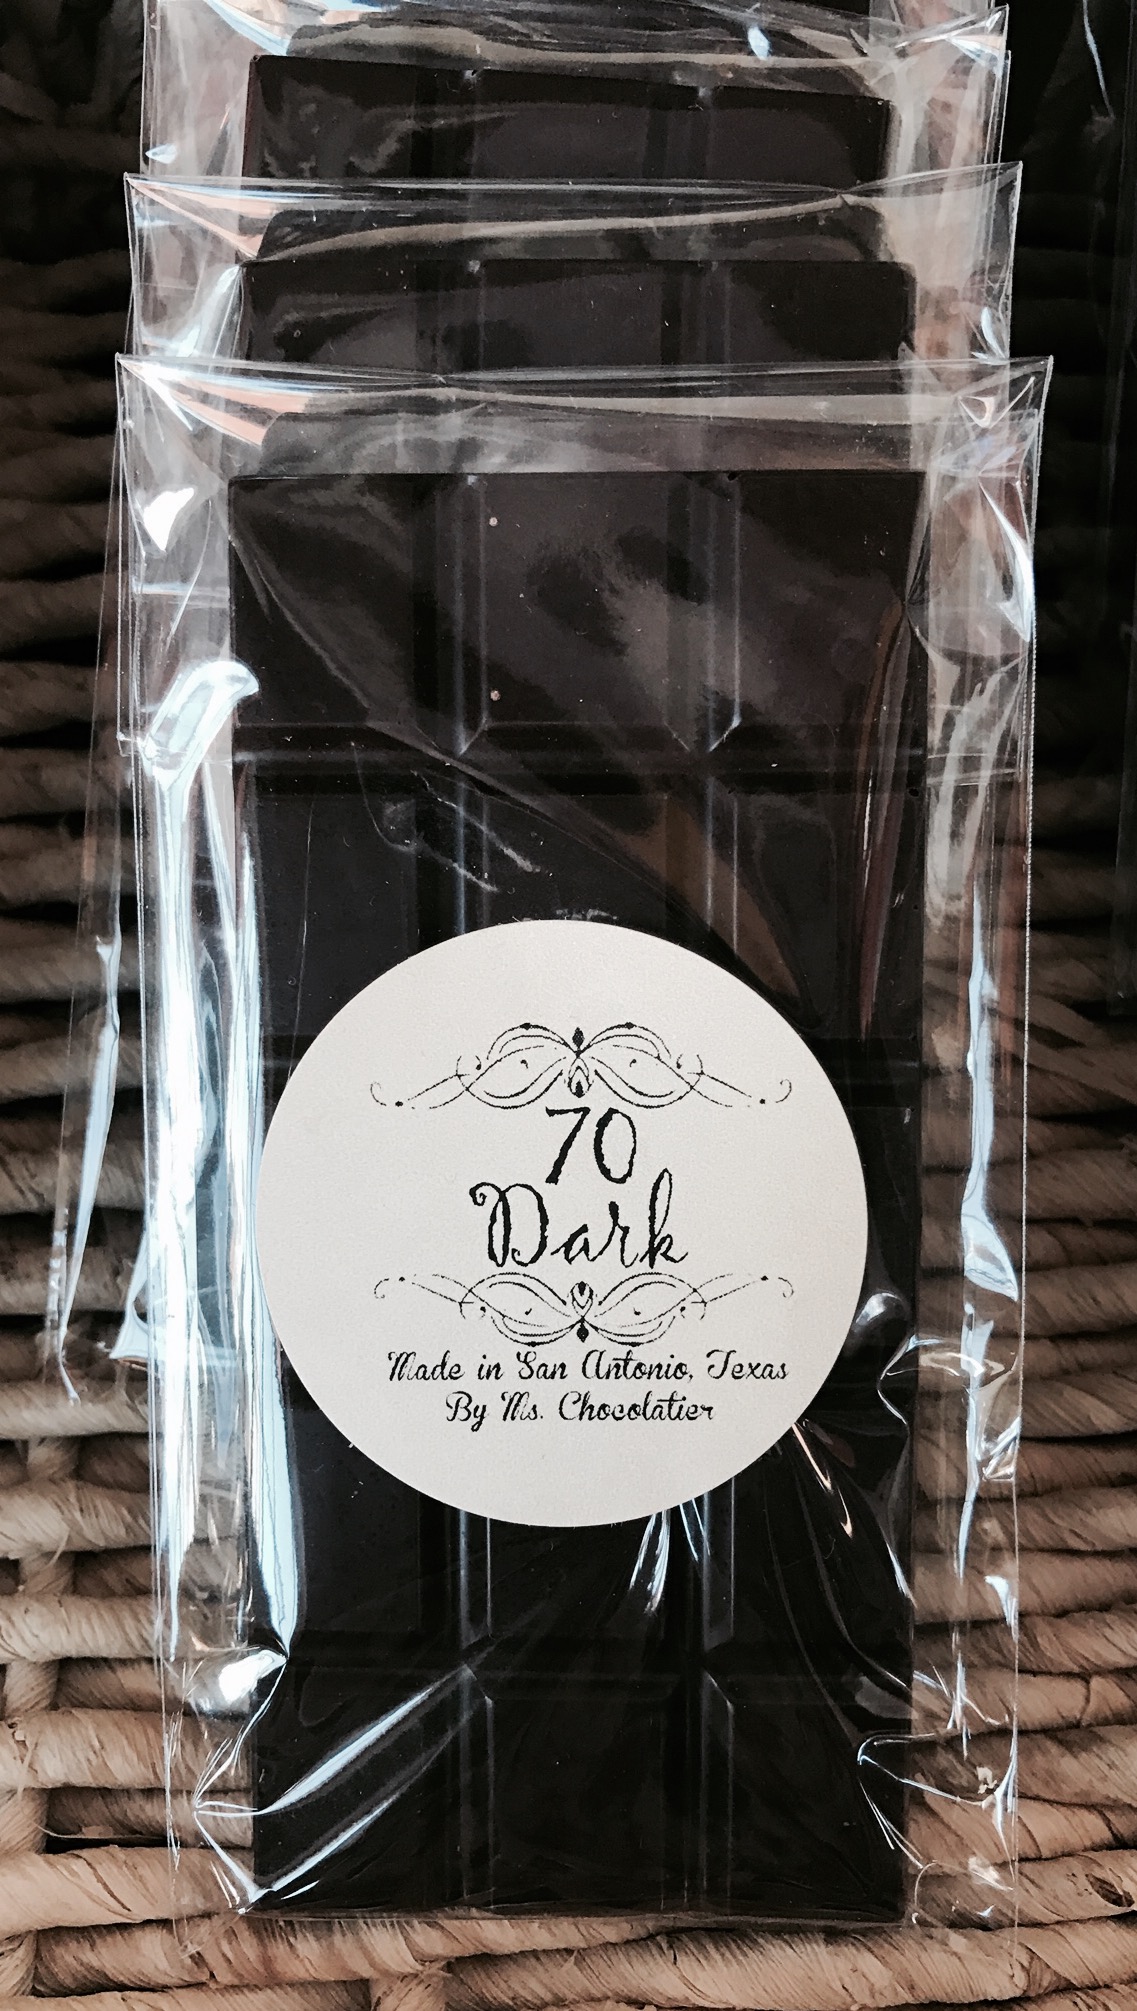 70
Dark
Made in San Antonio, Texas
By Ms. Chocolatier